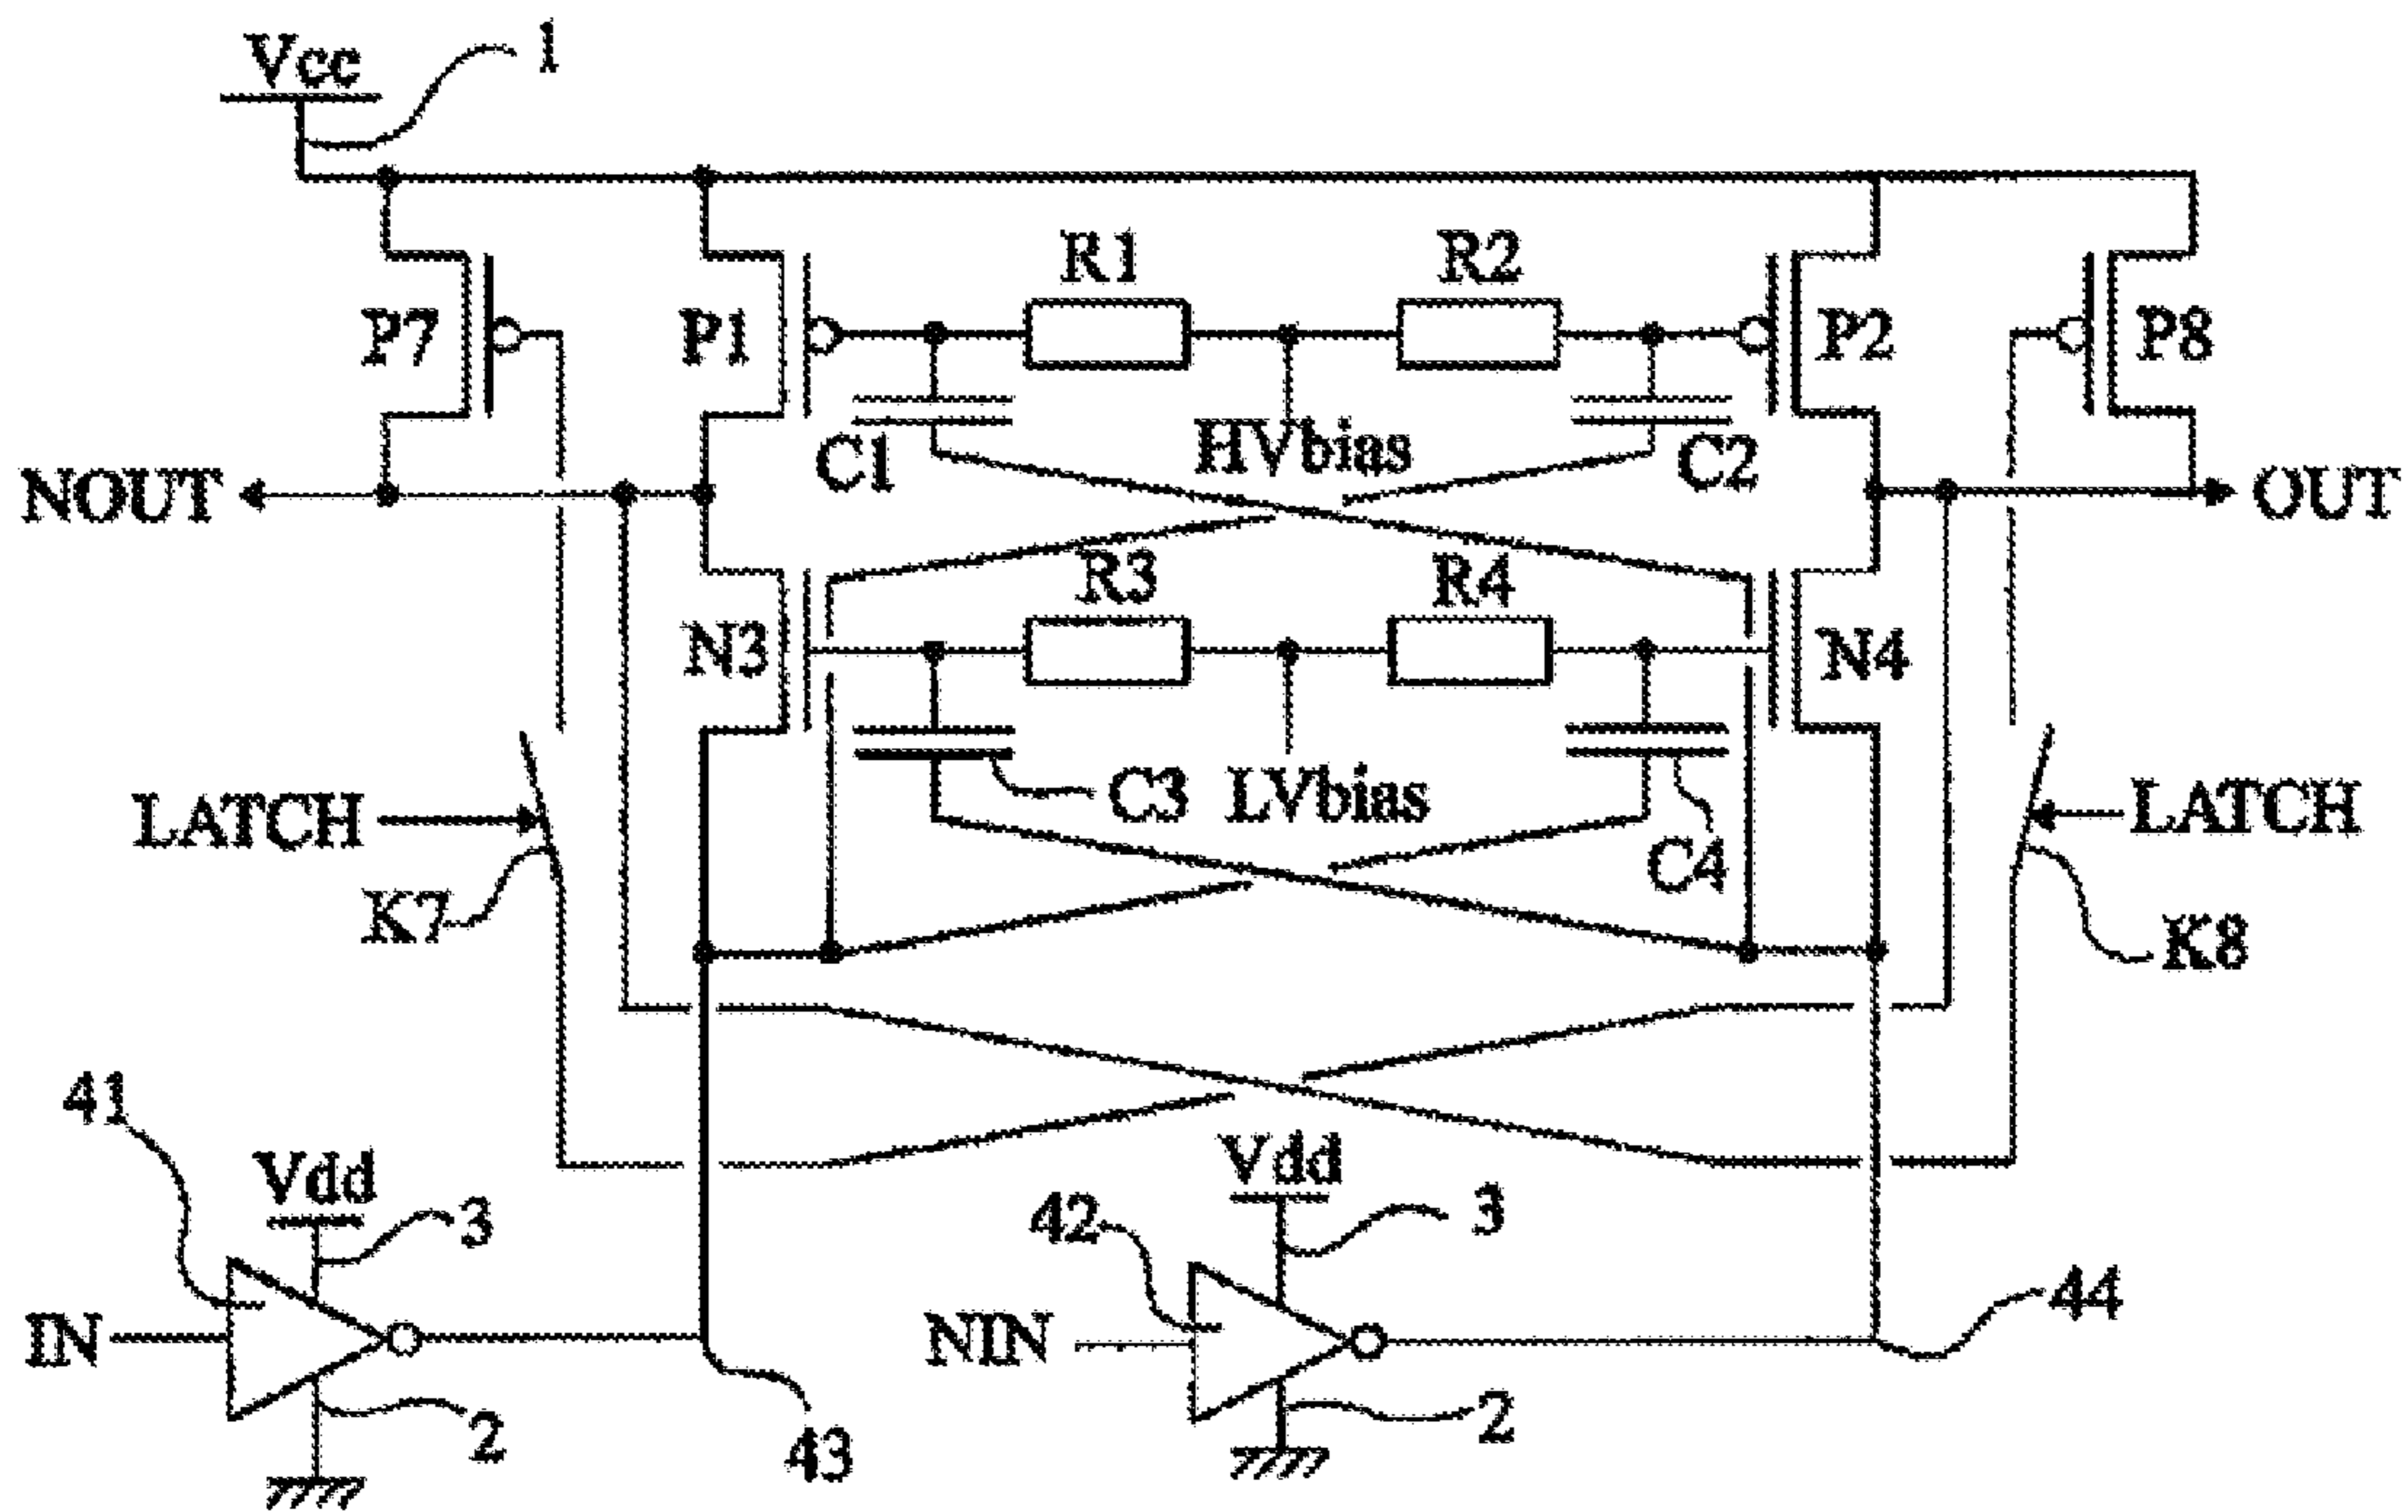 Vcc
1
R1
R2
P7
P1
P2
P8
C1
HVbias
C2
NOUT
OUT
R3
R4
N3
N4
LATCH
C3
LVbias
LATCH
C4
K7
K8
41
Vdd
3
Vdd
42
3
44
IN
NIN
2
43
2